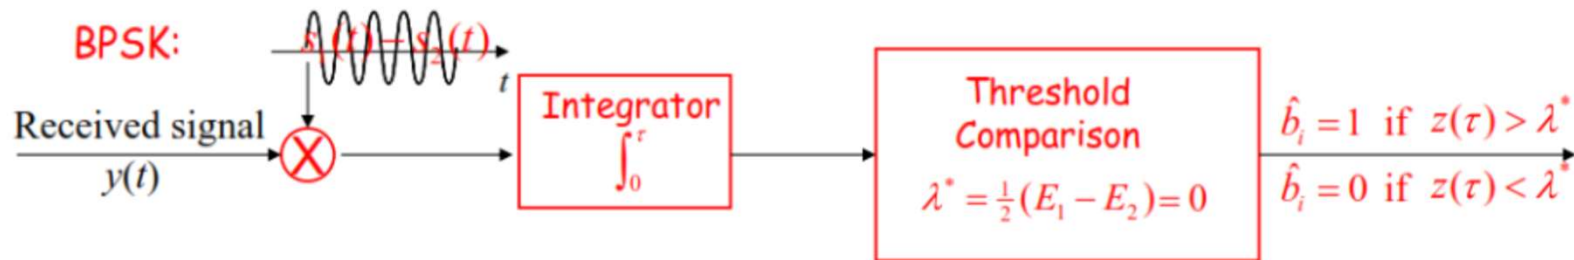 BPSK:
s₁(t) − s₂(t)
t
Received signal
y(t)
X
Integrator
∫₀^τ
Threshold
Comparison
λ* = ½(E₁ − E₂)= 0
b̂ᵢ = 1 if z(τ) > λ*
b̂ᵢ = 0 if z(τ) < λ*